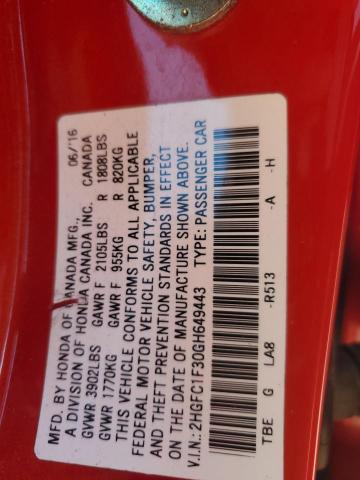 MFD. BY HONDA OF CANADA MFG., 06/'16
A DIVISION OF HONDA CANADA INC. CANADA
GVWR 3902LBS GAWR F 2105LBS R 1808LBS
GVWR 1770KG GAWR F 955KG R 820KG
THIS VEHICLE CONFORMS TO ALL APPLICABLE
FEDERAL MOTOR VEHICLE SAFETY, BUMPER,
AND THEFT PREVENTION STANDARDS IN EFFECT
ON THE DATE OF MANUFACTURE SHOWN ABOVE.
V.I.N.: 2HGFC1F30GH649443 TYPE: PASSENGER CAR
TBE G LA8 -R513 -A -H